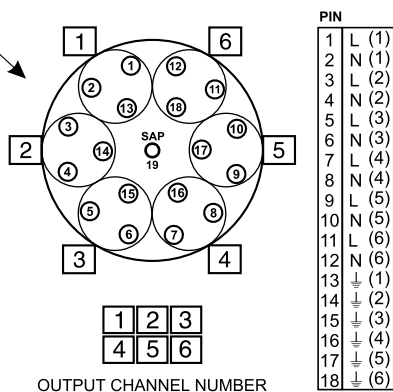 1 6
1 12
2 11
13 18
3 SAP 10
2 14 17 5
19
4 9
15 16
5 8
6 7
3 4
1 2 3
4 5 6
OUTPUT CHANNEL NUMBER
PIN
1 L (1)
2 N (1)
3 L (2)
4 N (2)
5 L (3)
6 N (3)
7 L (4)
8 N (4)
9 L (5)
10 N (5)
11 L (6)
12 N (6)
13 ⏚ (1)
14 ⏚ (2)
15 ⏚ (3)
16 ⏚ (4)
17 ⏚ (5)
18 ⏚ (6)